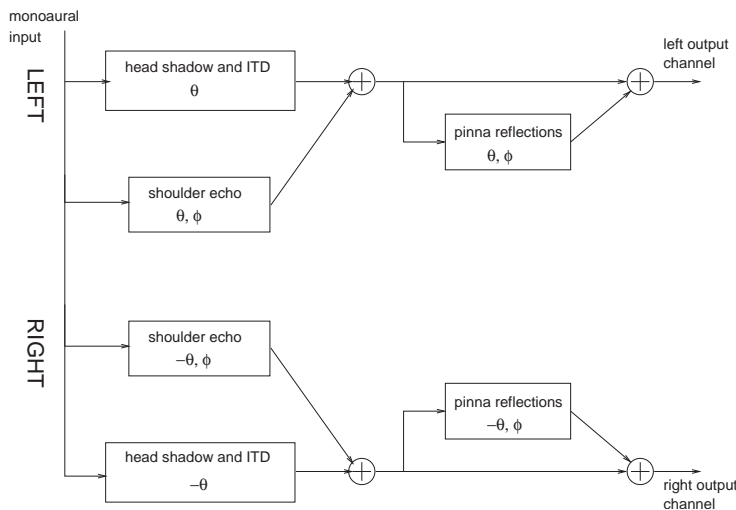 monoaural
input
LEFT
head shadow and ITD
θ
left output
channel
pinna reflections
θ, ϕ
shoulder echo
θ, ϕ
RIGHT
shoulder echo
−θ, ϕ
pinna reflections
−θ, ϕ
head shadow and ITD
−θ
right output
channel